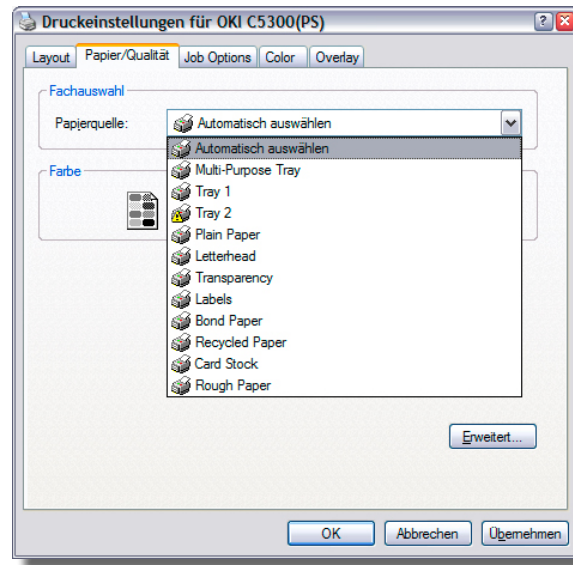 Druckeinstellungen für OKI C5300(PS)
Layout Papier/Qualität Job Options Color Overlay
Fachauswahl
Papierquelle: Automatisch auswählen
Automatisch auswählen
Multi-Purpose Tray
Farbe
Tray 1
Tray 2
Plain Paper
Letterhead
Transparency
Labels
Bond Paper
Recycled Paper
Card Stock
Rough Paper
Erweitert...
OK Abbrechen Übernehmen